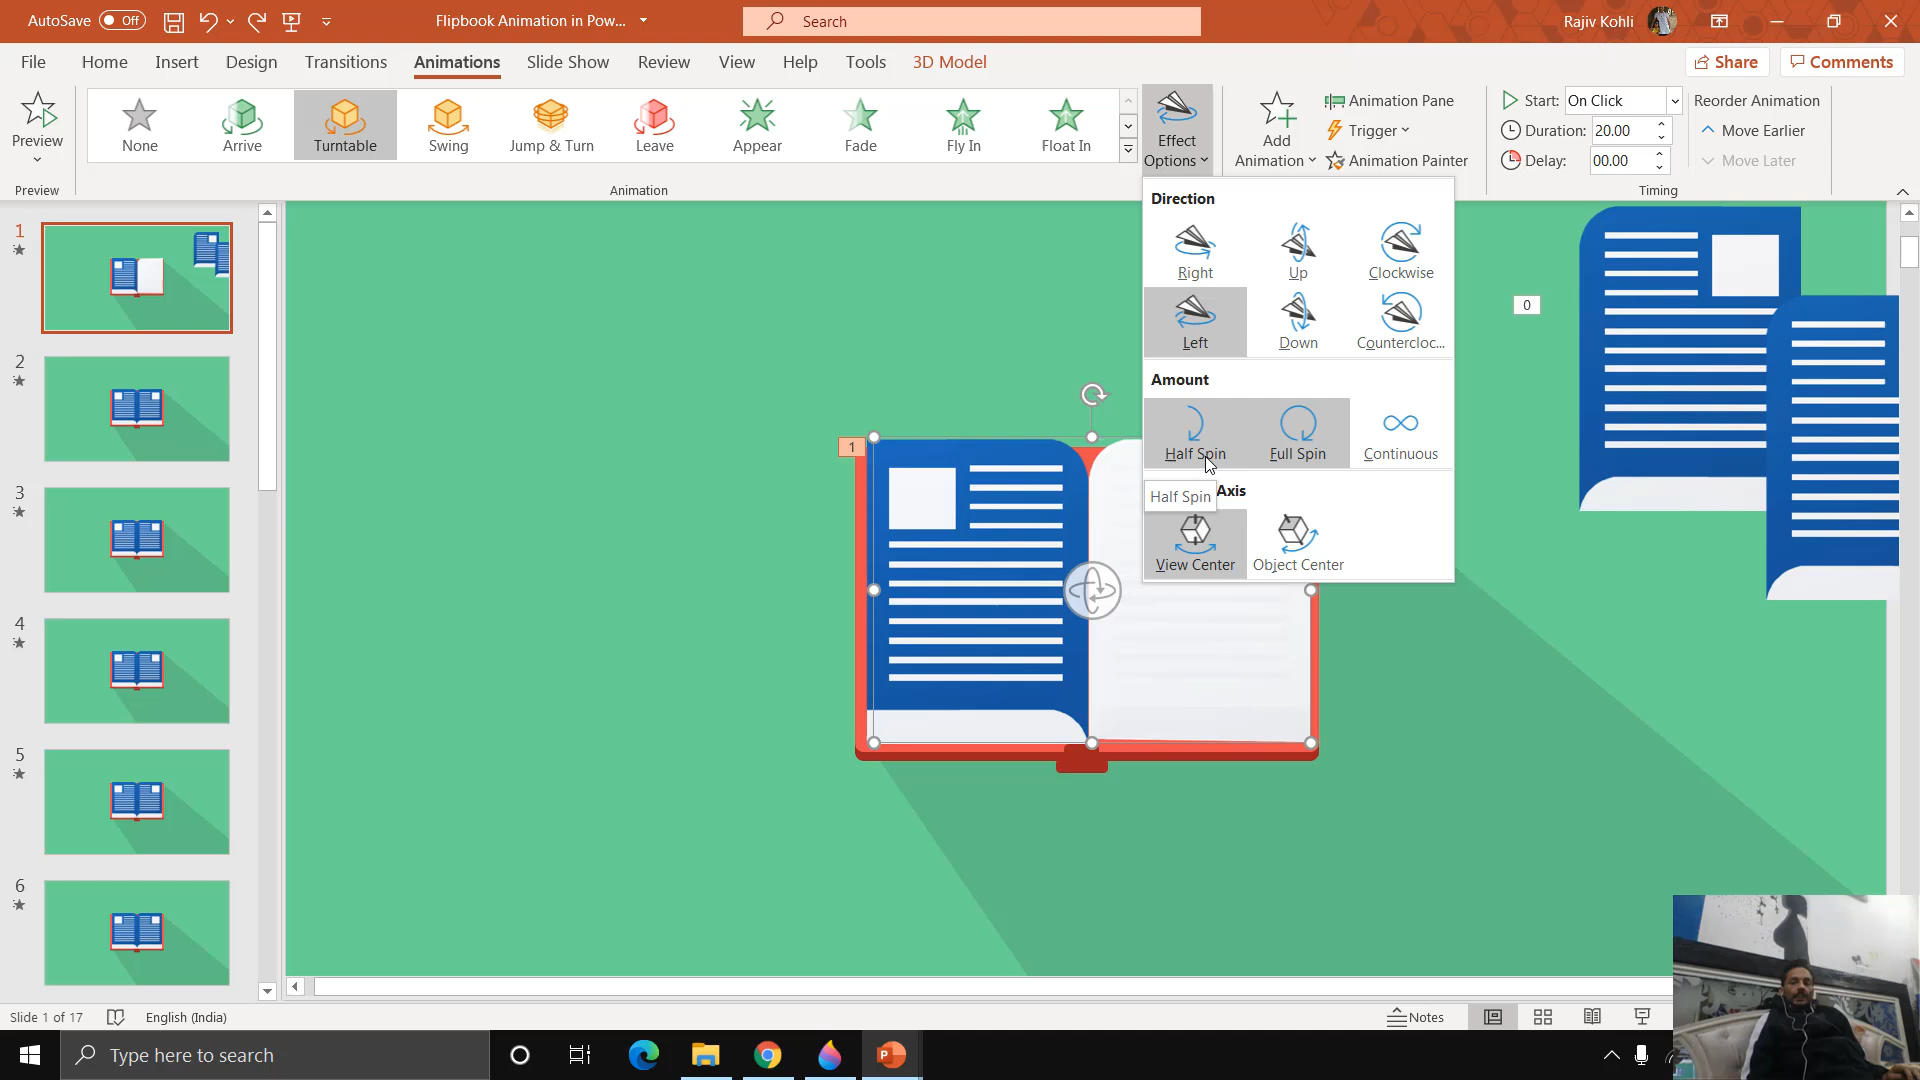 AutoSave Off
Flipbook Animation in Pow...
Search
Rajiv Kohli
File Home Insert Design Transitions Animations Slide Show Review View Help Tools 3D Model
Share
Comments
Preview
Preview
None
Arrive
Turntable
Swing
Jump & Turn
Leave
Appear
Fade
Fly In
Float In
Animation
Effect
Options
Add
Animation
Animation Pane
Trigger
Animation Painter
Start: On Click
Duration: 20.00
Delay: 00.00
Reorder Animation
Move Earlier
Move Later
Timing
Direction
Right
Up
Clockwise
Left
Down
Countercloc...
Amount
Half Spin
Full Spin
Continuous
Half Spin
Axis
View Center
Object Center
1
2
3
4
5
6
1
0
Slide 1 of 17
English (India)
Notes
Type here to search